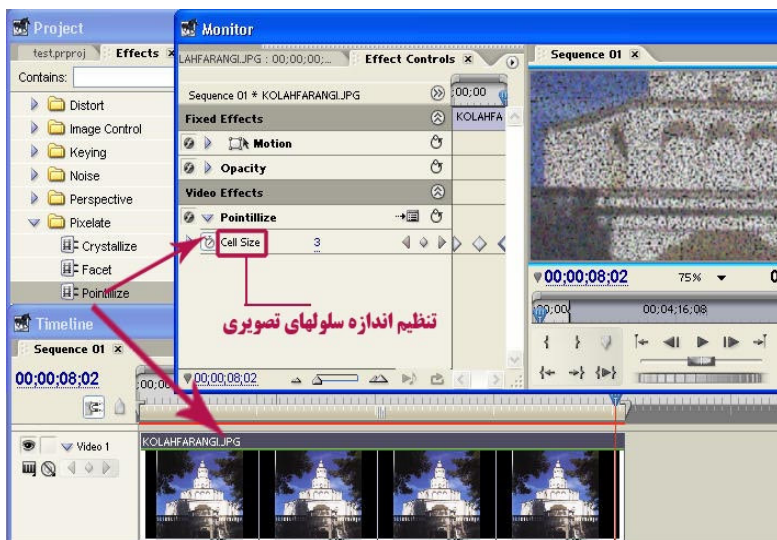 Project
Monitor
test.prproj
Effects
LAHFARANGI.JPG : 00;00;00;...
Effect Controls
Sequence 01
Contains:
Sequence 01 * KOLAHFARANGI.JPG
;00;00
Distort
Fixed Effects
KOLAHFA
Image Control
Motion
Keying
Opacity
Noise
Video Effects
Perspective
Pointillize
Pixelate
Cell Size
3
Crystallize
Facet
Pointillize
تنظیم اندازه سلولهای تصویری
00;00;08;02
75%
00;04;16;08
Timeline
Sequence 01
00;00;08;02
00;00;08;02
Video 1
KOLAHFARANGI.JPG